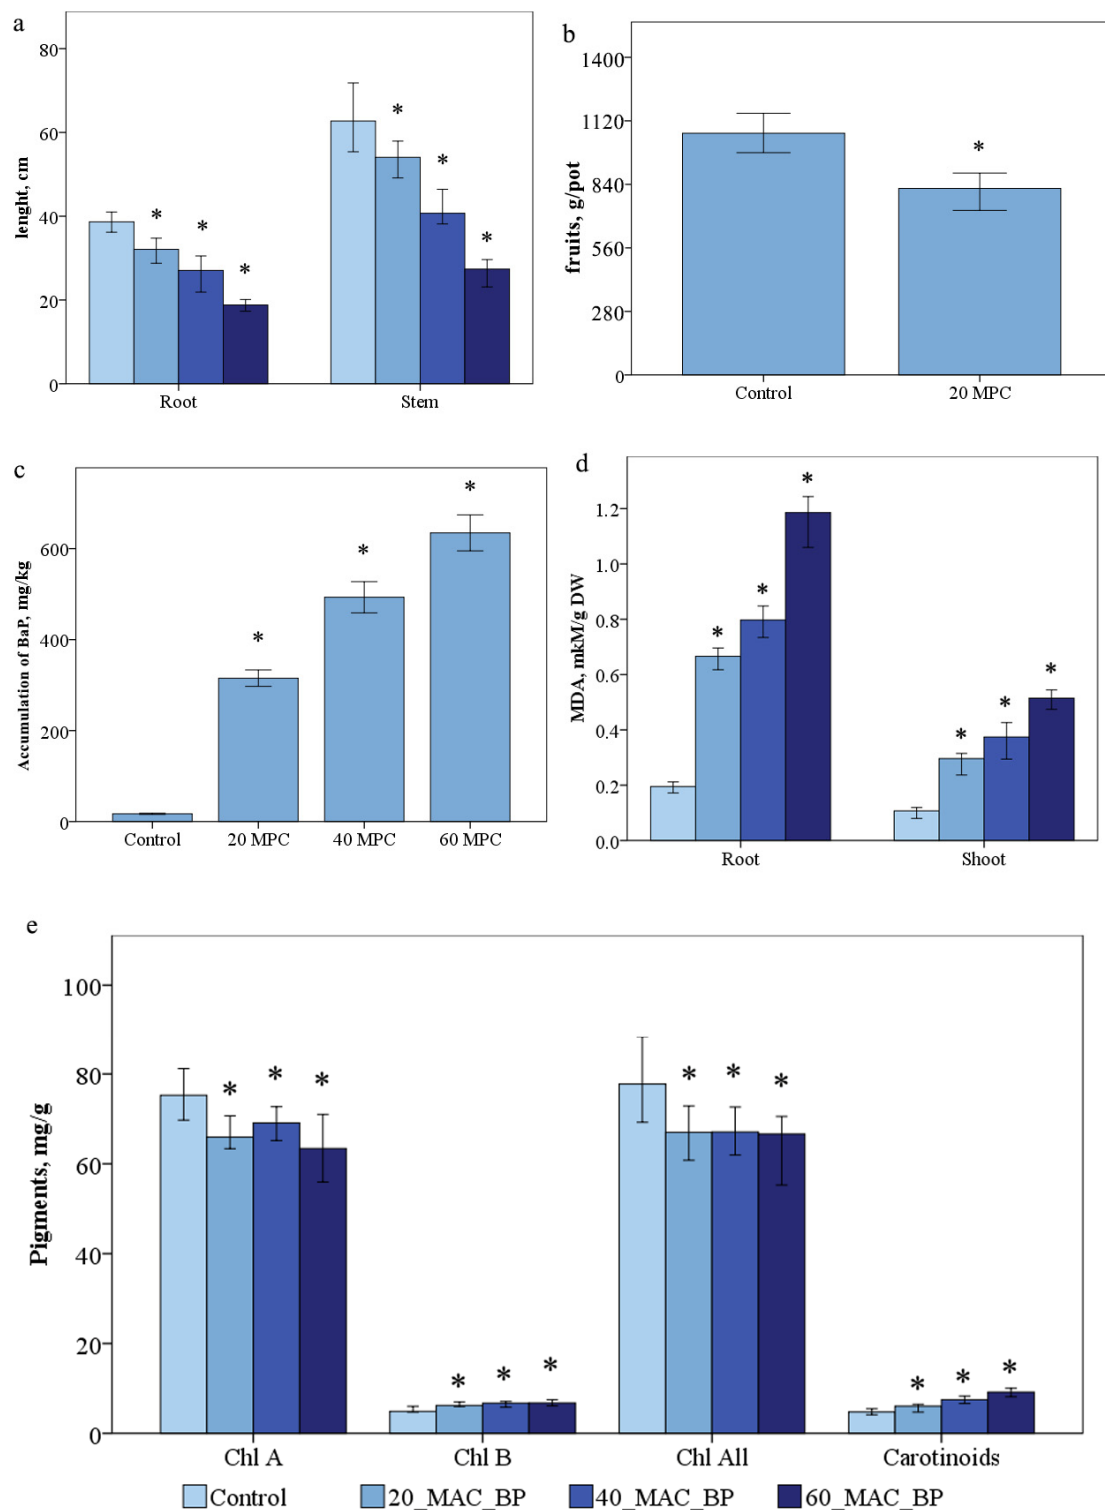 a
lenght, cm
80
60
40
20
0
* * *
* * *
Root Stem
b
fruits, g/pot
1400
1120
840
560
280
0
*
Control 20 MPC
c
Accumulation of BaP, mg/kg
600
400
200
0
* * *
Control 20 MPC 40 MPC 60 MPC
d
MDA, mkM/g DW
1.2
1.0
0.8
0.6
0.4
0.2
0.0
* * *
* * *
Root Shoot
e
Pigments, mg/g
100
80
60
40
20
0
* * *
* * *
* * *
* * *
Chl A Chl B Chl All Carotinoids
Control 20_MAC_BP 40_MAC_BP 60_MAC_BP